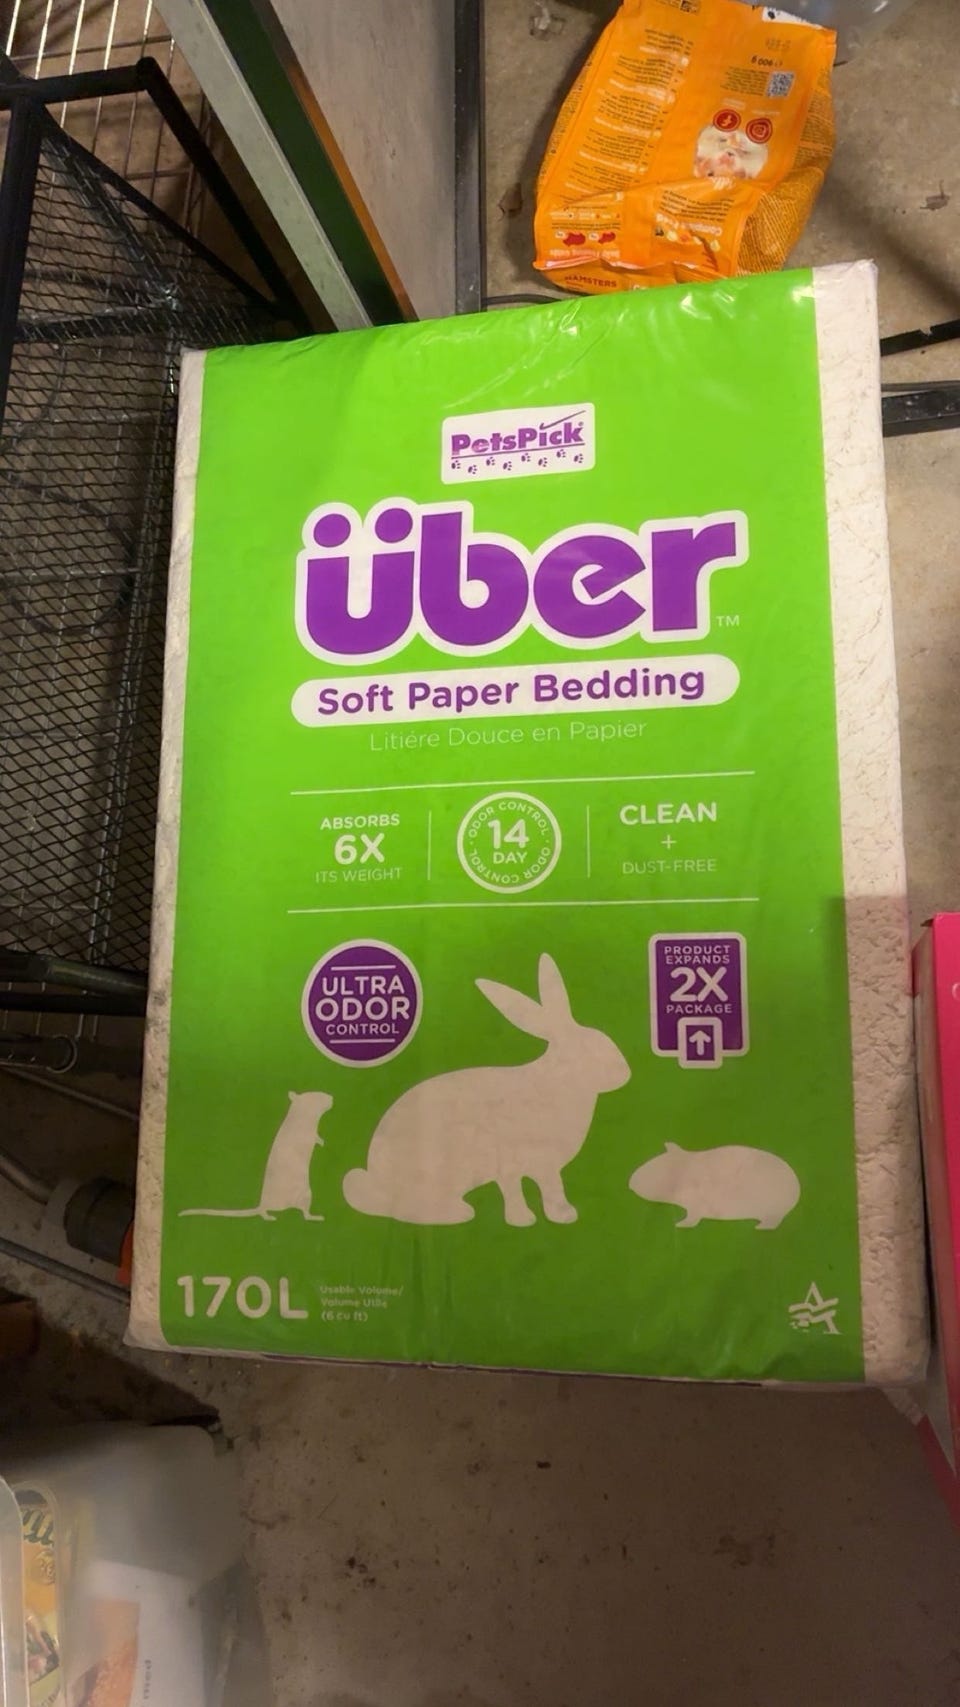 HAMSTERS
PetsPick
über
TM
Soft Paper Bedding
Litiére Douce en Papier
ABSORBS
6X
ITS WEIGHT
ODOR CONTROL · ODOR CONTROL ·
14
DAY
CLEAN
+
DUST-FREE
ULTRA
ODOR
CONTROL
PRODUCT
EXPANDS
2X
PACKAGE
170L
Usable Volume/
Volume Utile
(6 cu ft)